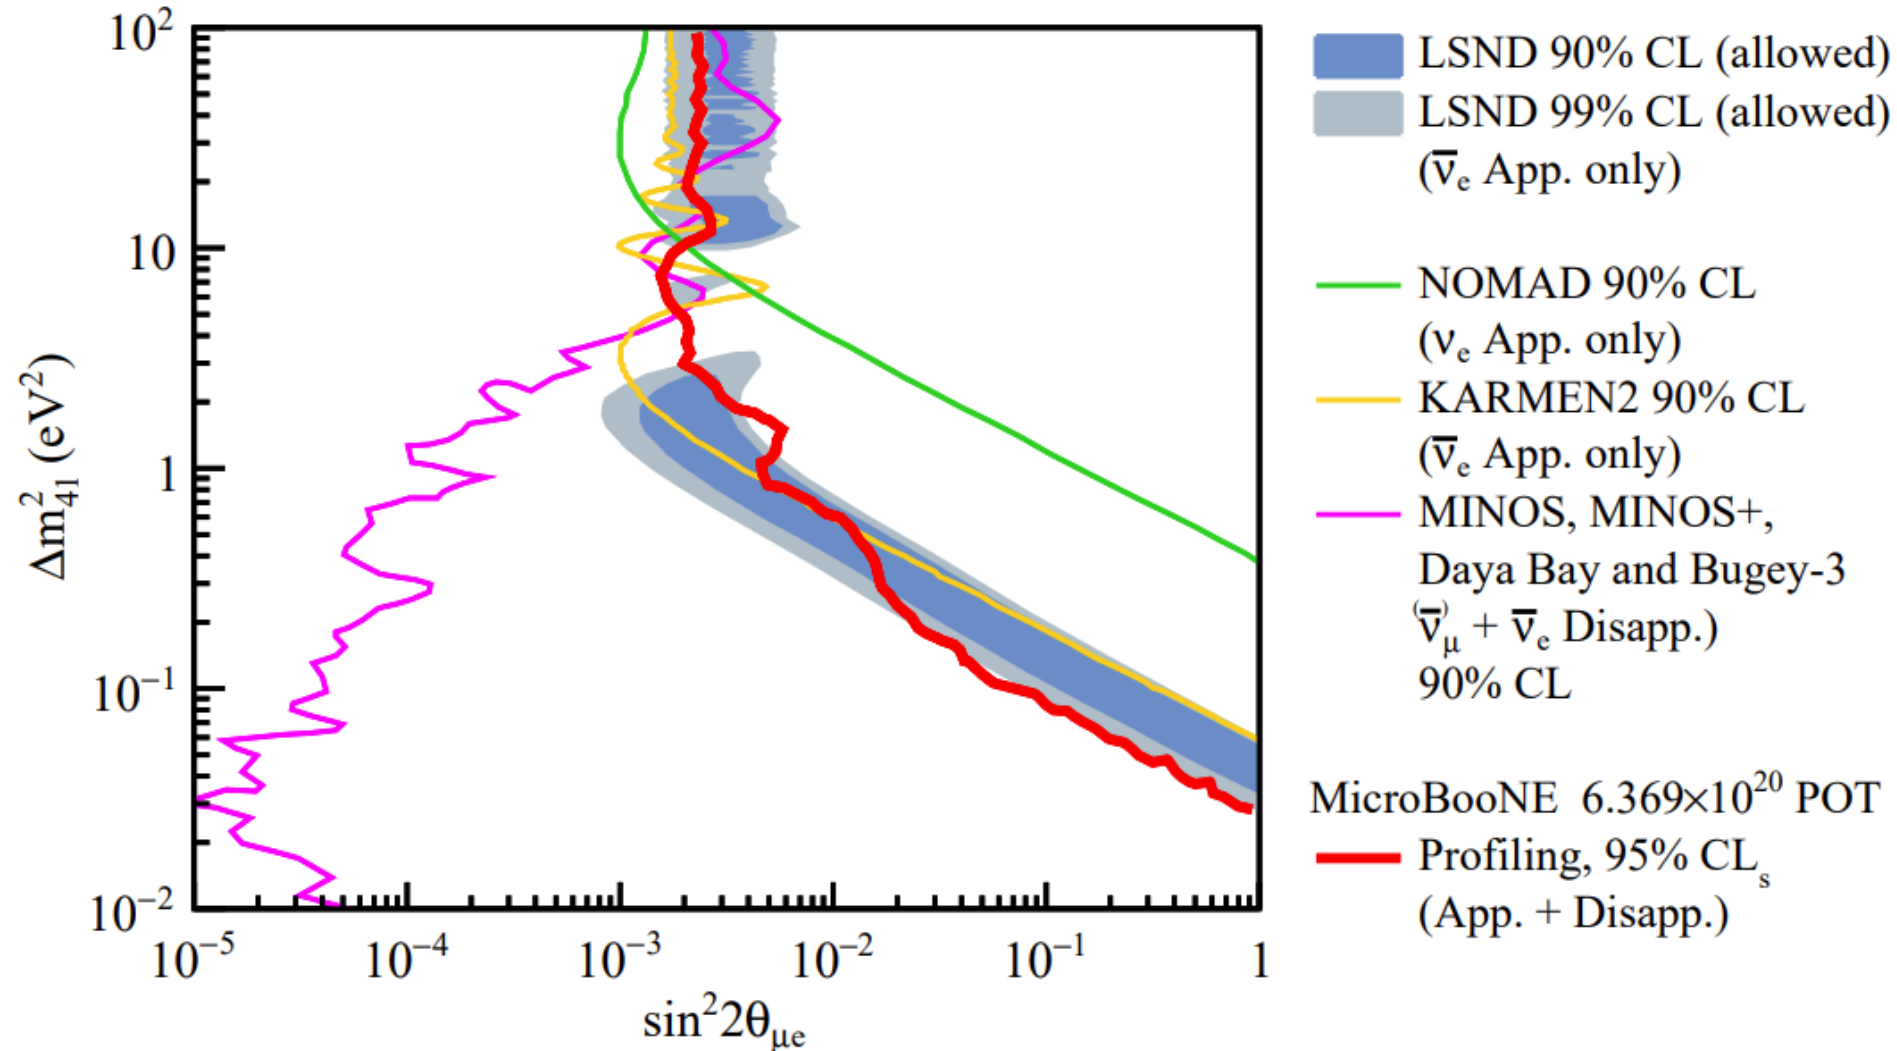 10²
10
1
10⁻¹
10⁻²
Δm²₄₁ (eV²)
10⁻⁵ 10⁻⁴ 10⁻³ 10⁻² 10⁻¹ 1
sin²2θ_μe
LSND 90% CL (allowed)
LSND 99% CL (allowed)
(ν̅ₑ App. only)
NOMAD 90% CL
(νₑ App. only)
KARMEN2 90% CL
(ν̅ₑ App. only)
MINOS, MINOS+,
Daya Bay and Bugey-3
(ν̅)_μ + ν̅ₑ Disapp.)
90% CL
MicroBooNE 6.369×10²⁰ POT
Profiling, 95% CLₛ
(App. + Disapp.)